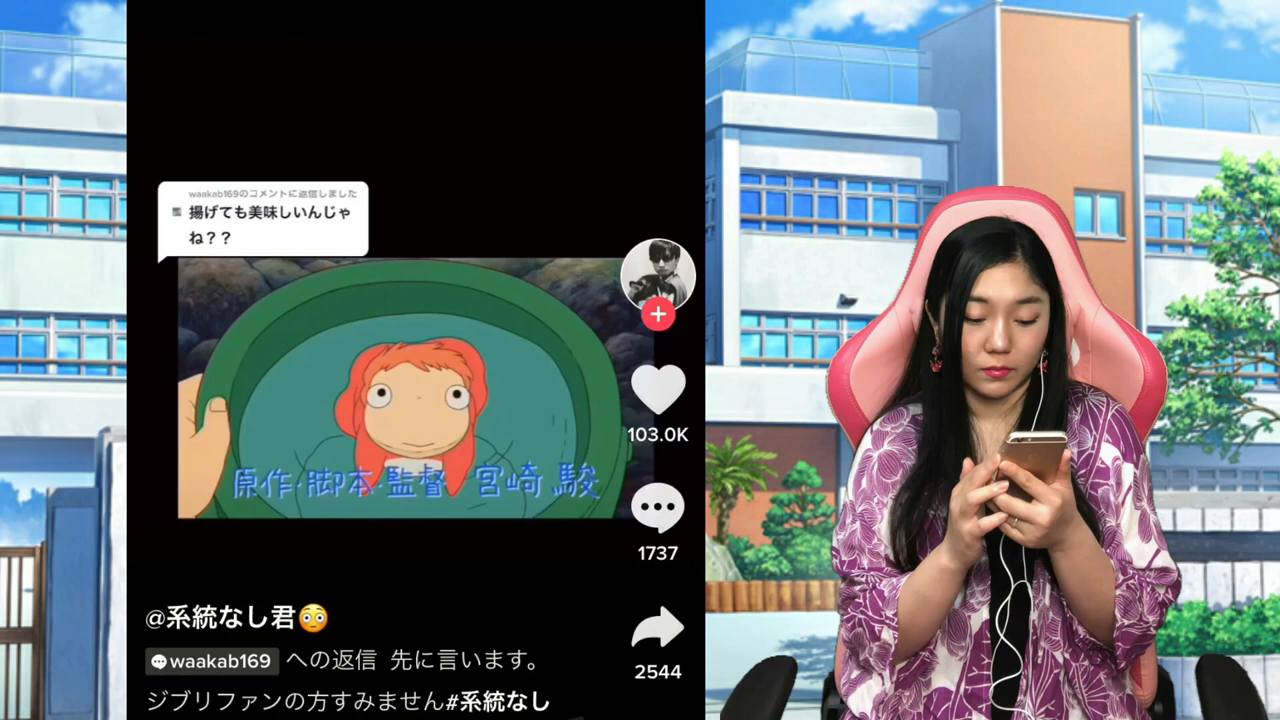 waakab169のコメントに返信しました
揚げても美味しいんじゃ
ね？？
原作・脚本・監督 宮崎 駿
103.0K
1737
2544
@系統なし君😳
waakab169 への返信 先に言います。
ジブリファンの方すみません#系統なし